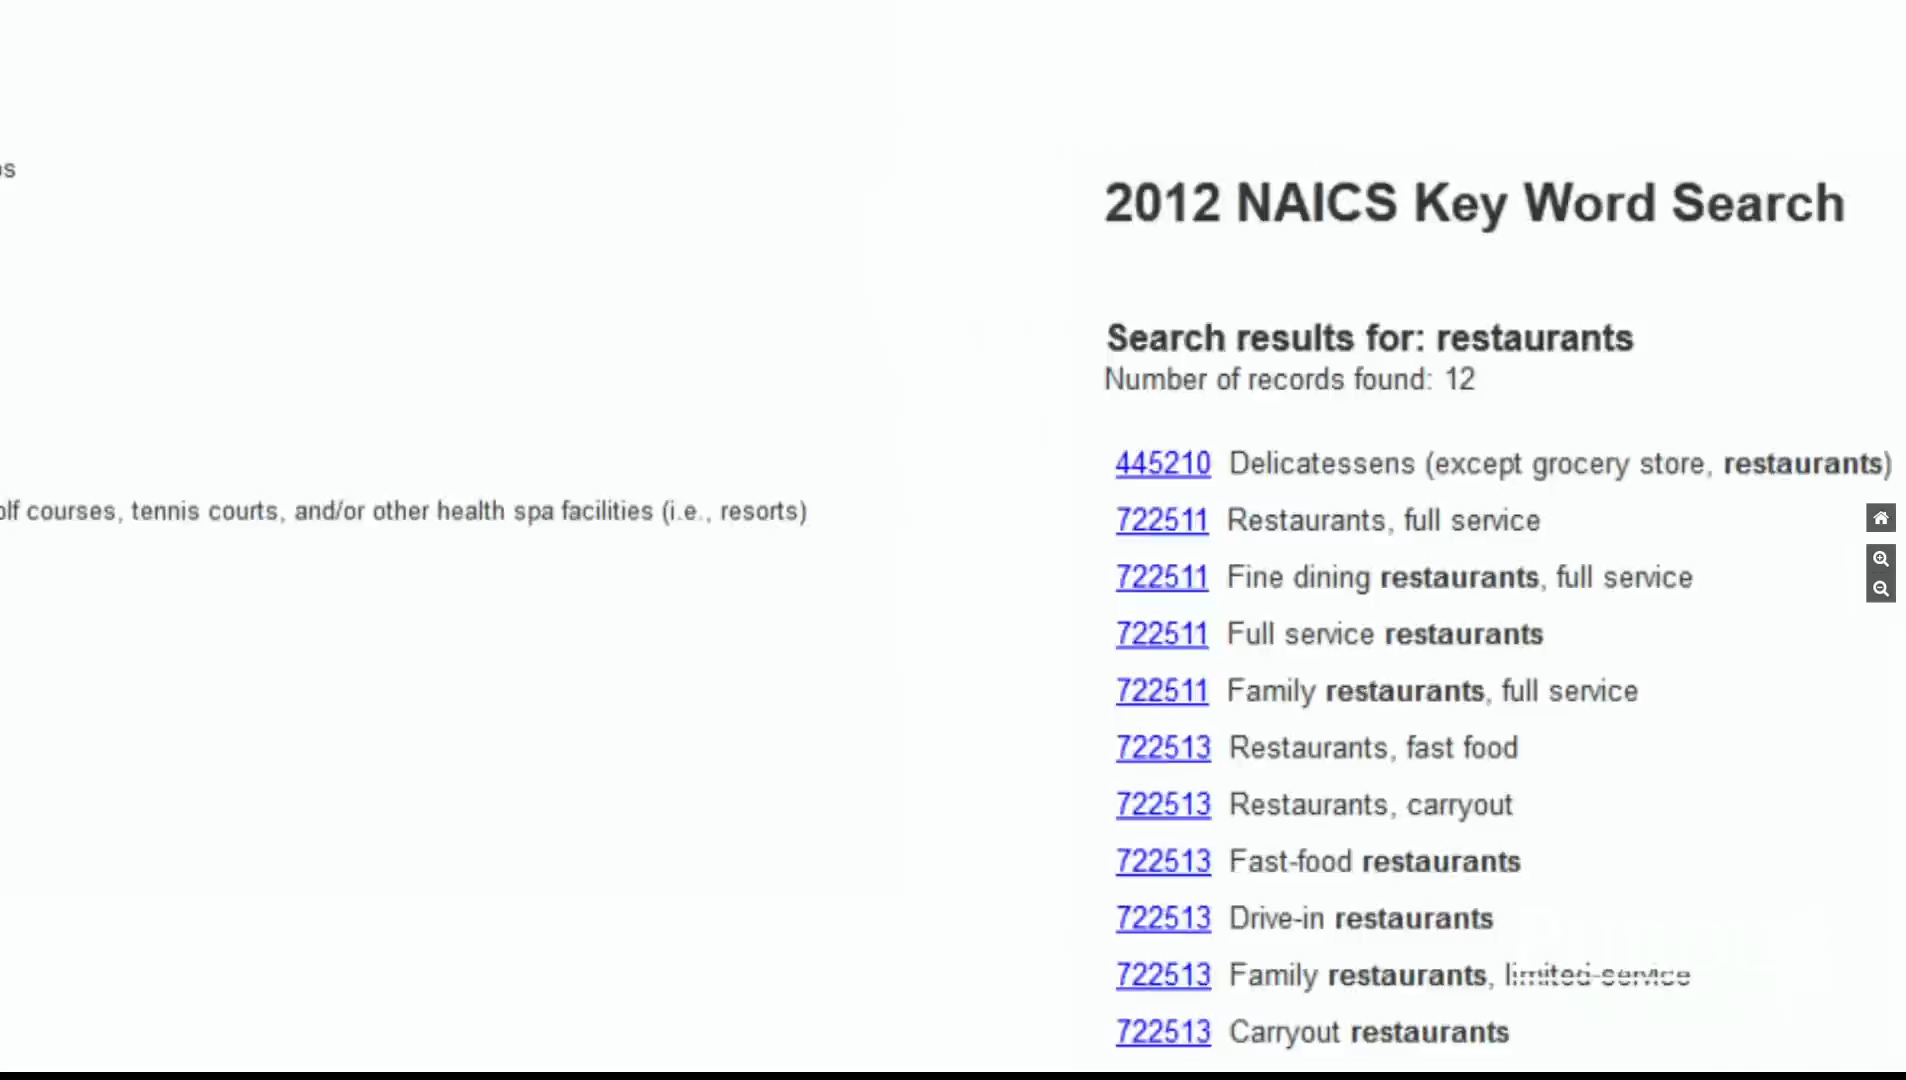 2012 NAICS Key Word Search
Search results for: restaurants
Number of records found: 12
445210 Delicatessens (except grocery store, restaurants)
722511 Restaurants, full service
722511 Fine dining restaurants, full service
722511 Full service restaurants
722511 Family restaurants, full service
722513 Restaurants, fast food
722513 Restaurants, carryout
722513 Fast-food restaurants
722513 Drive-in restaurants
722513 Family restaurants, limited-service
722513 Carryout restaurants
courses, tennis courts, and/or other health spa facilities (i.e., resorts)